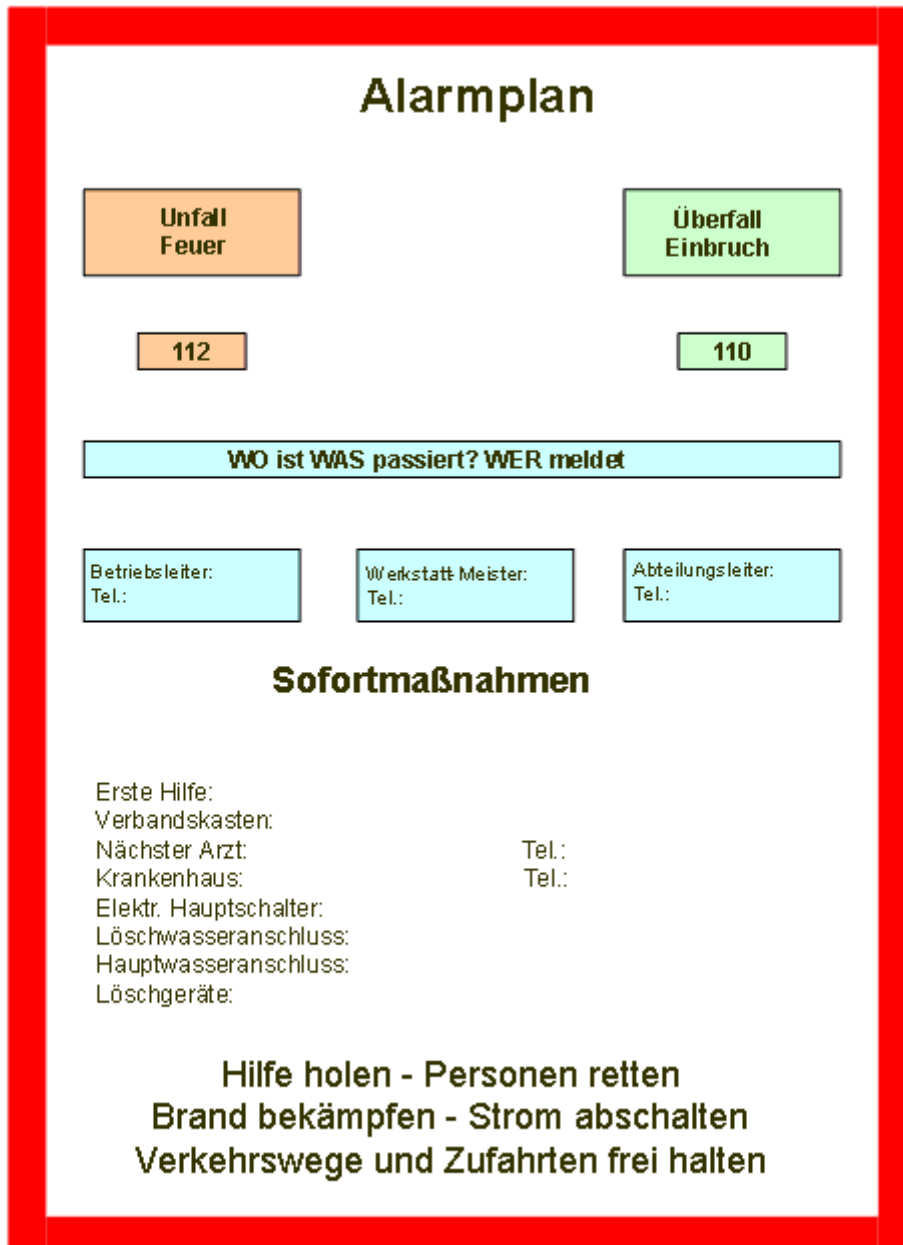 Alarmplan
Unfall
Feuer
Überfall
Einbruch
112
110
WO ist WAS passiert? WER meldet
Betriebsleiter:
Tel.:
Werkstatt-Meister:
Tel.:
Abteilungsleiter:
Tel.:
Sofortmaßnahmen
Erste Hilfe:
Verbandskasten:
Nächster Arzt: Tel.:
Krankenhaus: Tel.:
Elektr. Hauptschalter:
Löschwasseranschluss:
Hauptwasseranschluss:
Löschgeräte:
Hilfe holen - Personen retten
Brand bekämpfen - Strom abschalten
Verkehrswege und Zufahrten frei halten